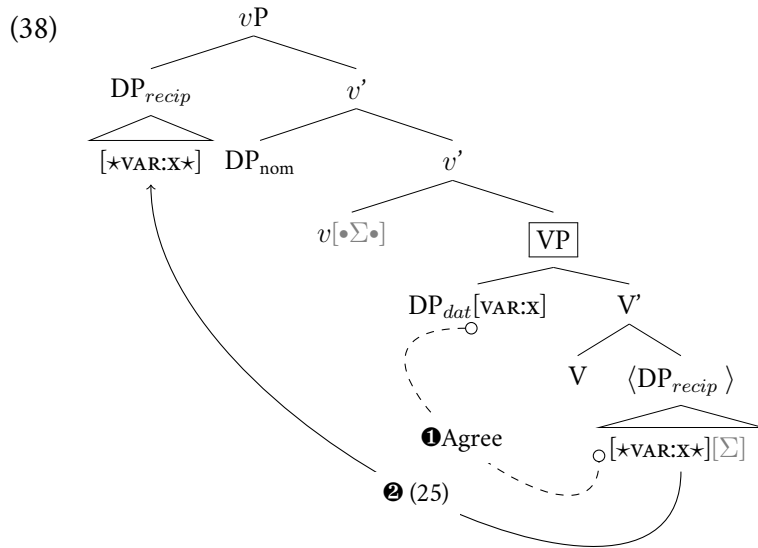 (38)
vP
DP_recip v'
[⋆VAR:X⋆] DP_nom v'
v[•Σ•] VP
DP_dat[VAR:X] V'
V ⟨DP_recip ⟩
❶Agree [⋆VAR:X⋆][Σ]
❷ (25)